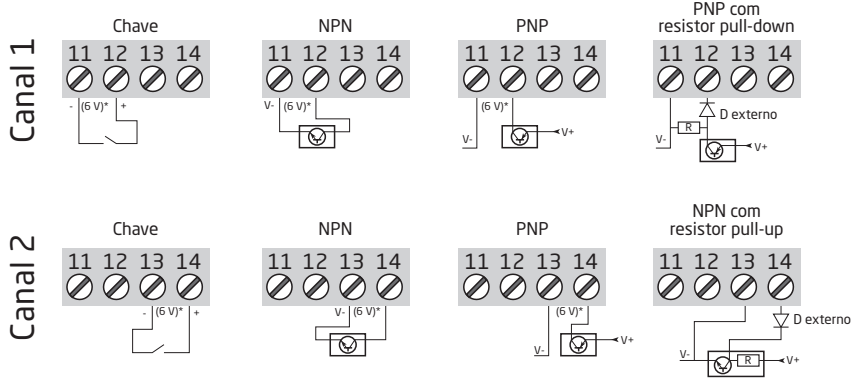 Canal 1
Chave
11 12 13 14
- (6 V)* +
NPN
11 12 13 14
V- (6 V)*
PNP
11 12 13 14
(6 V)*
V-
V+
PNP com
resistor pull-down
11 12 13 14
D externo
R
V-
V+
Canal 2
Chave
11 12 13 14
- (6 V)* +
NPN
11 12 13 14
V- (6 V)*
PNP
11 12 13 14
(6 V)*
V-
V+
NPN com
resistor pull-up
11 12 13 14
D externo
V-
R
V+